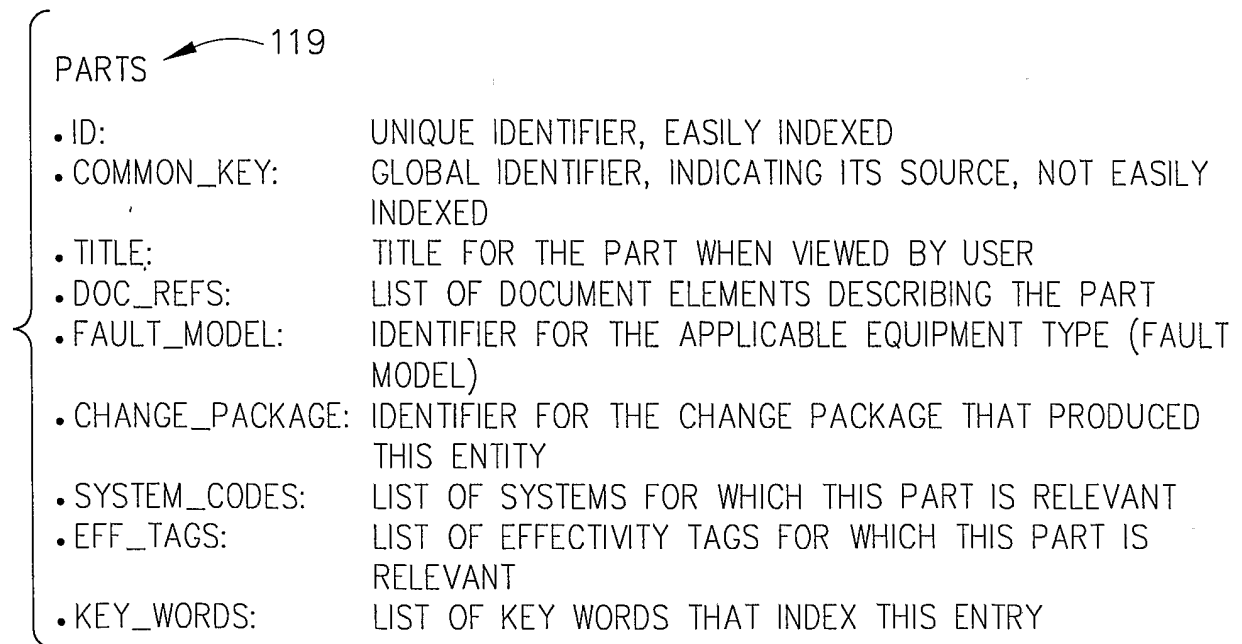 119
PARTS
• ID: UNIQUE IDENTIFIER, EASILY INDEXED
• COMMON_KEY: GLOBAL IDENTIFIER, INDICATING ITS SOURCE, NOT EASILY
INDEXED
• TITLE: TITLE FOR THE PART WHEN VIEWED BY USER
• DOC_REFS: LIST OF DOCUMENT ELEMENTS DESCRIBING THE PART
• FAULT_MODEL: IDENTIFIER FOR THE APPLICABLE EQUIPMENT TYPE (FAULT
MODEL)
• CHANGE_PACKAGE: IDENTIFIER FOR THE CHANGE PACKAGE THAT PRODUCED
THIS ENTITY
• SYSTEM_CODES: LIST OF SYSTEMS FOR WHICH THIS PART IS RELEVANT
• EFF_TAGS: LIST OF EFFECTIVITY TAGS FOR WHICH THIS PART IS
RELEVANT
• KEY_WORDS: LIST OF KEY WORDS THAT INDEX THIS ENTRY